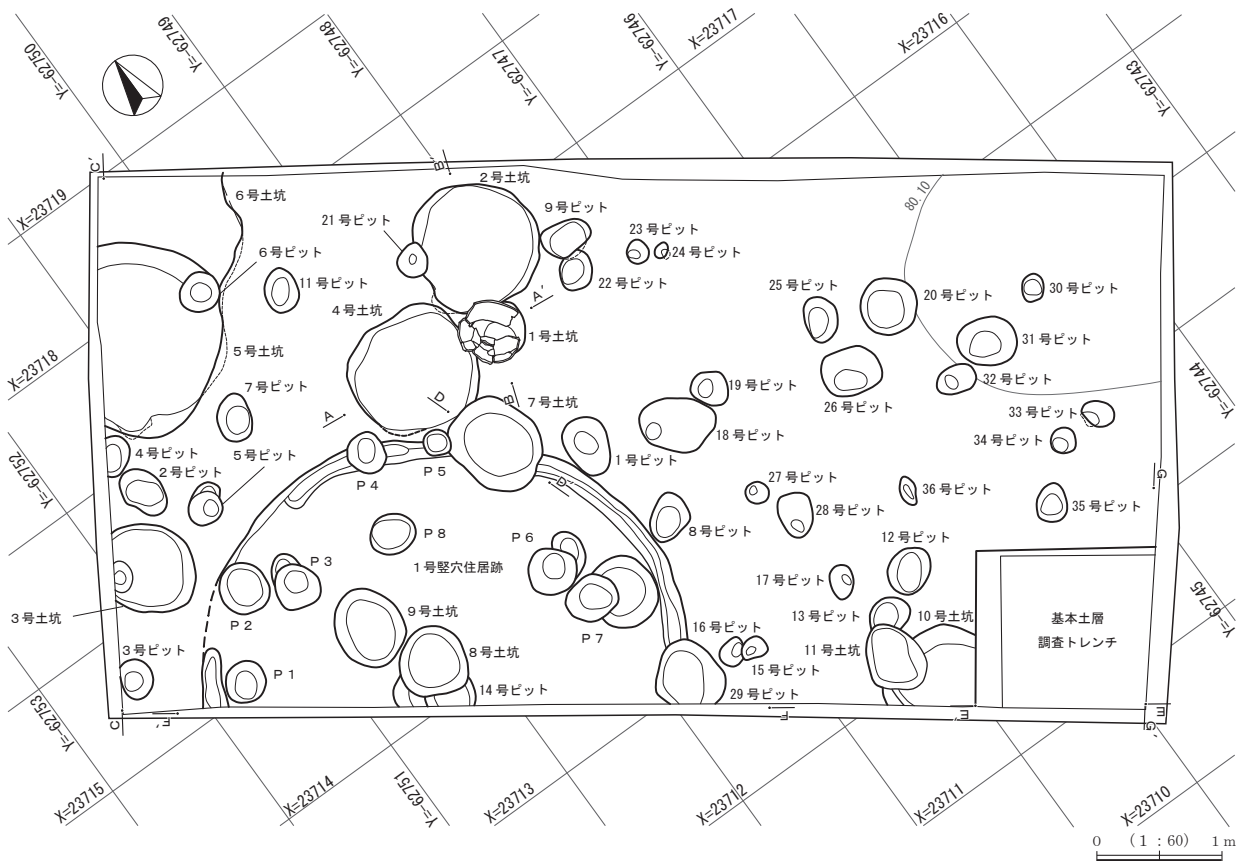 Y=-62750
Y=-62749
Y=-62748
Y=-62747
Y=-62746
X=23717
X=23716
Y=-62743
C'
B'
6号土坑
2号土坑
21号ピット
9号ピット
23号ピット
24号ピット
22号ピット
80.10
X=23719
6号ピット
11号ピット
4号土坑
A'
1号土坑
25号ピット
20号ピット
30号ピット
31号ピット
X=23718
5号土坑
7号ピット
A
D
B
7号土坑
19号ピット
18号ピット
26号ピット
32号ピット
33号ピット
34号ピット
Y=-62744
4号ピット
2号ピット
5号ピット
P4
P5
1号ピット
D'
27号ピット
28号ピット
36号ピット
35号ピット
G
Y=-62752
P8
P6
8号ピット
12号ピット
P3
1号竪穴住居跡
17号ピット
3号土坑
P2
9号土坑
P7
13号ピット
10号土坑
基本土層
調査トレンチ
Y=-62745
3号ピット
P1
8号土坑
16号ピット
15号ピット
11号土坑
14号ピット
29号ピット
C
F'
F
E'
E
G'
Y=-62753
X=23715
X=23714
Y=-62751
X=23713
X=23712
X=23711
X=23710
0 (1:60) 1m